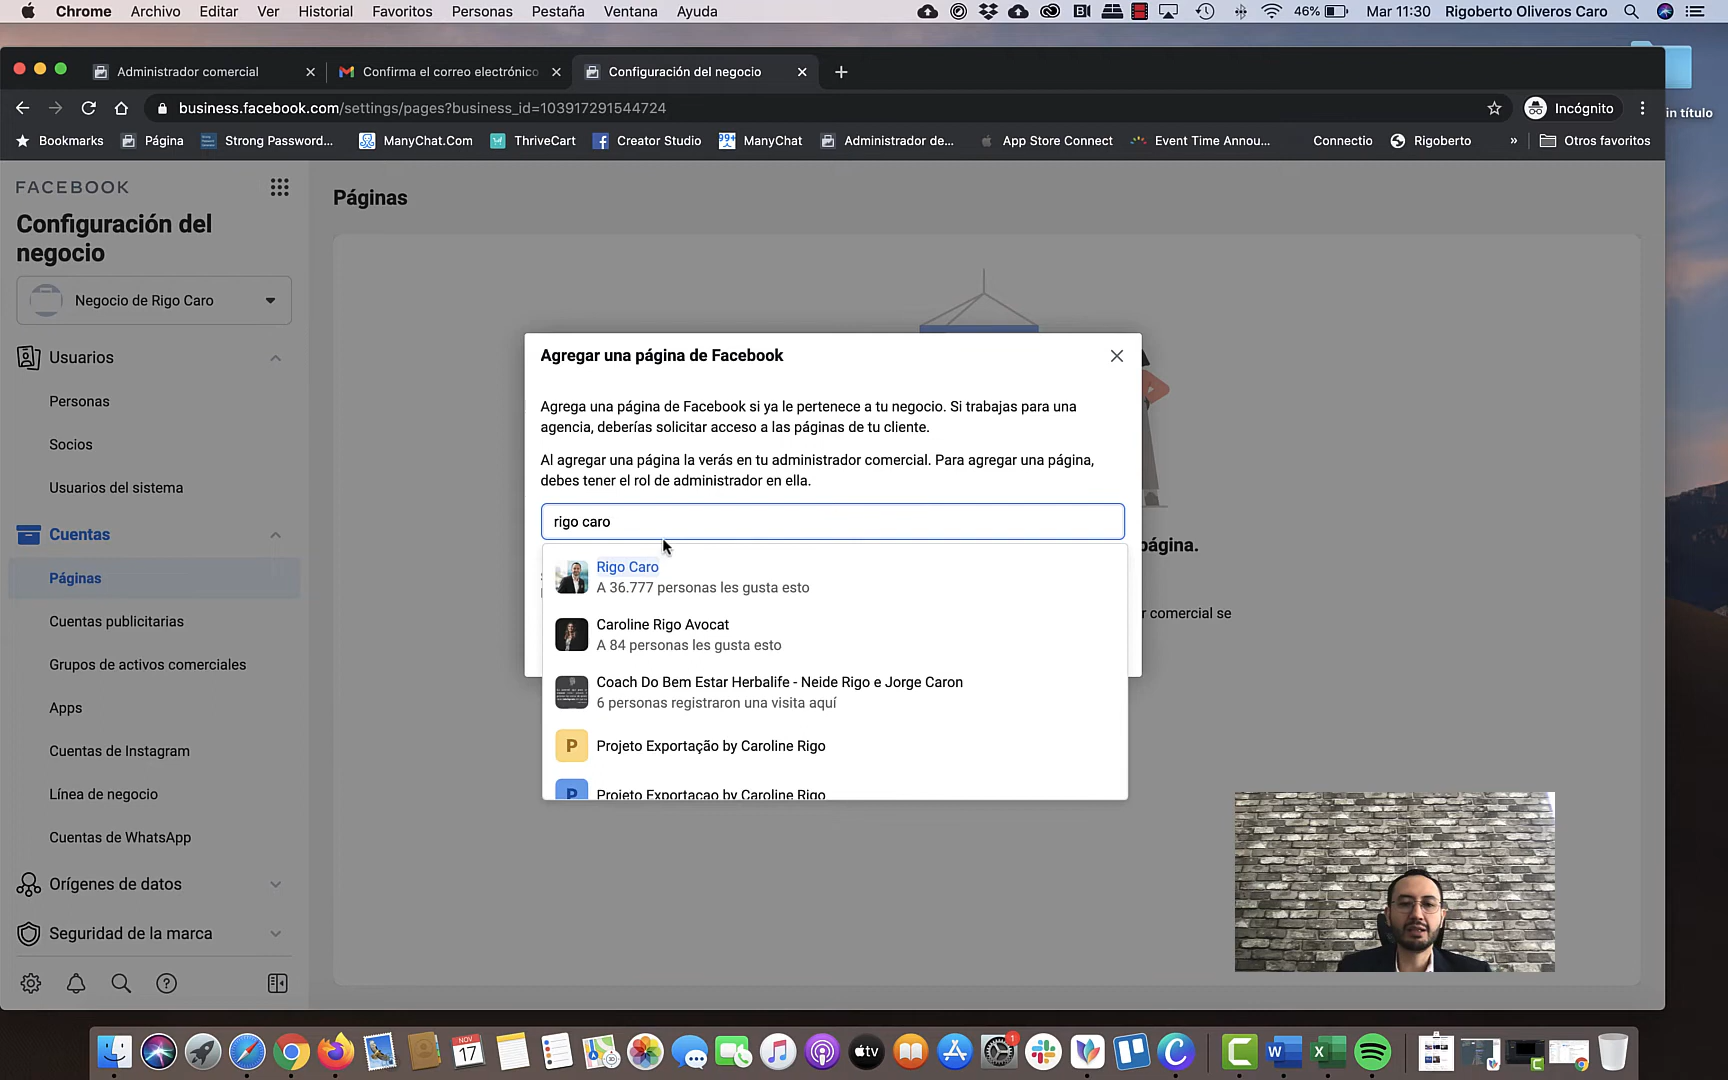 Chrome Archivo Editar Ver Historial Favoritos Personas Pestaña Ventana Ayuda
46% Mar 11:30 Rigoberto Oliveros Caro
Administrador comercial
Confirma el correo electrónico
Configuración del negocio
business.facebook.com/settings/pages?business_id=103917291544724
Incógnito
in título
Bookmarks Página Strong Password... ManyChat.Com ThriveCart Creator Studio 99+ ManyChat Administrador de... App Store Connect Event Time Annou... Connectio Rigoberto » Otros favoritos
FACEBOOK
Configuración del
negocio
Negocio de Rigo Caro
Usuarios
Personas
Socios
Usuarios del sistema
Cuentas
Páginas
Cuentas publicitarias
Grupos de activos comerciales
Apps
Cuentas de Instagram
Línea de negocio
Cuentas de WhatsApp
Orígenes de datos
Seguridad de la marca
Páginas
página.
r comercial se
Agregar una página de Facebook
Agrega una página de Facebook si ya le pertenece a tu negocio. Si trabajas para una
agencia, deberías solicitar acceso a las páginas de tu cliente.
Al agregar una página la verás en tu administrador comercial. Para agregar una página,
debes tener el rol de administrador en ella.
rigo caro
Rigo Caro
A 36.777 personas les gusta esto
Caroline Rigo Avocat
A 84 personas les gusta esto
Coach Do Bem Estar Herbalife - Neide Rigo e Jorge Caron
6 personas registraron una visita aquí
P Projeto Exportação by Caroline Rigo
P Projeto Exportaçao by Caroline Rigo
NOV
17
tv
1